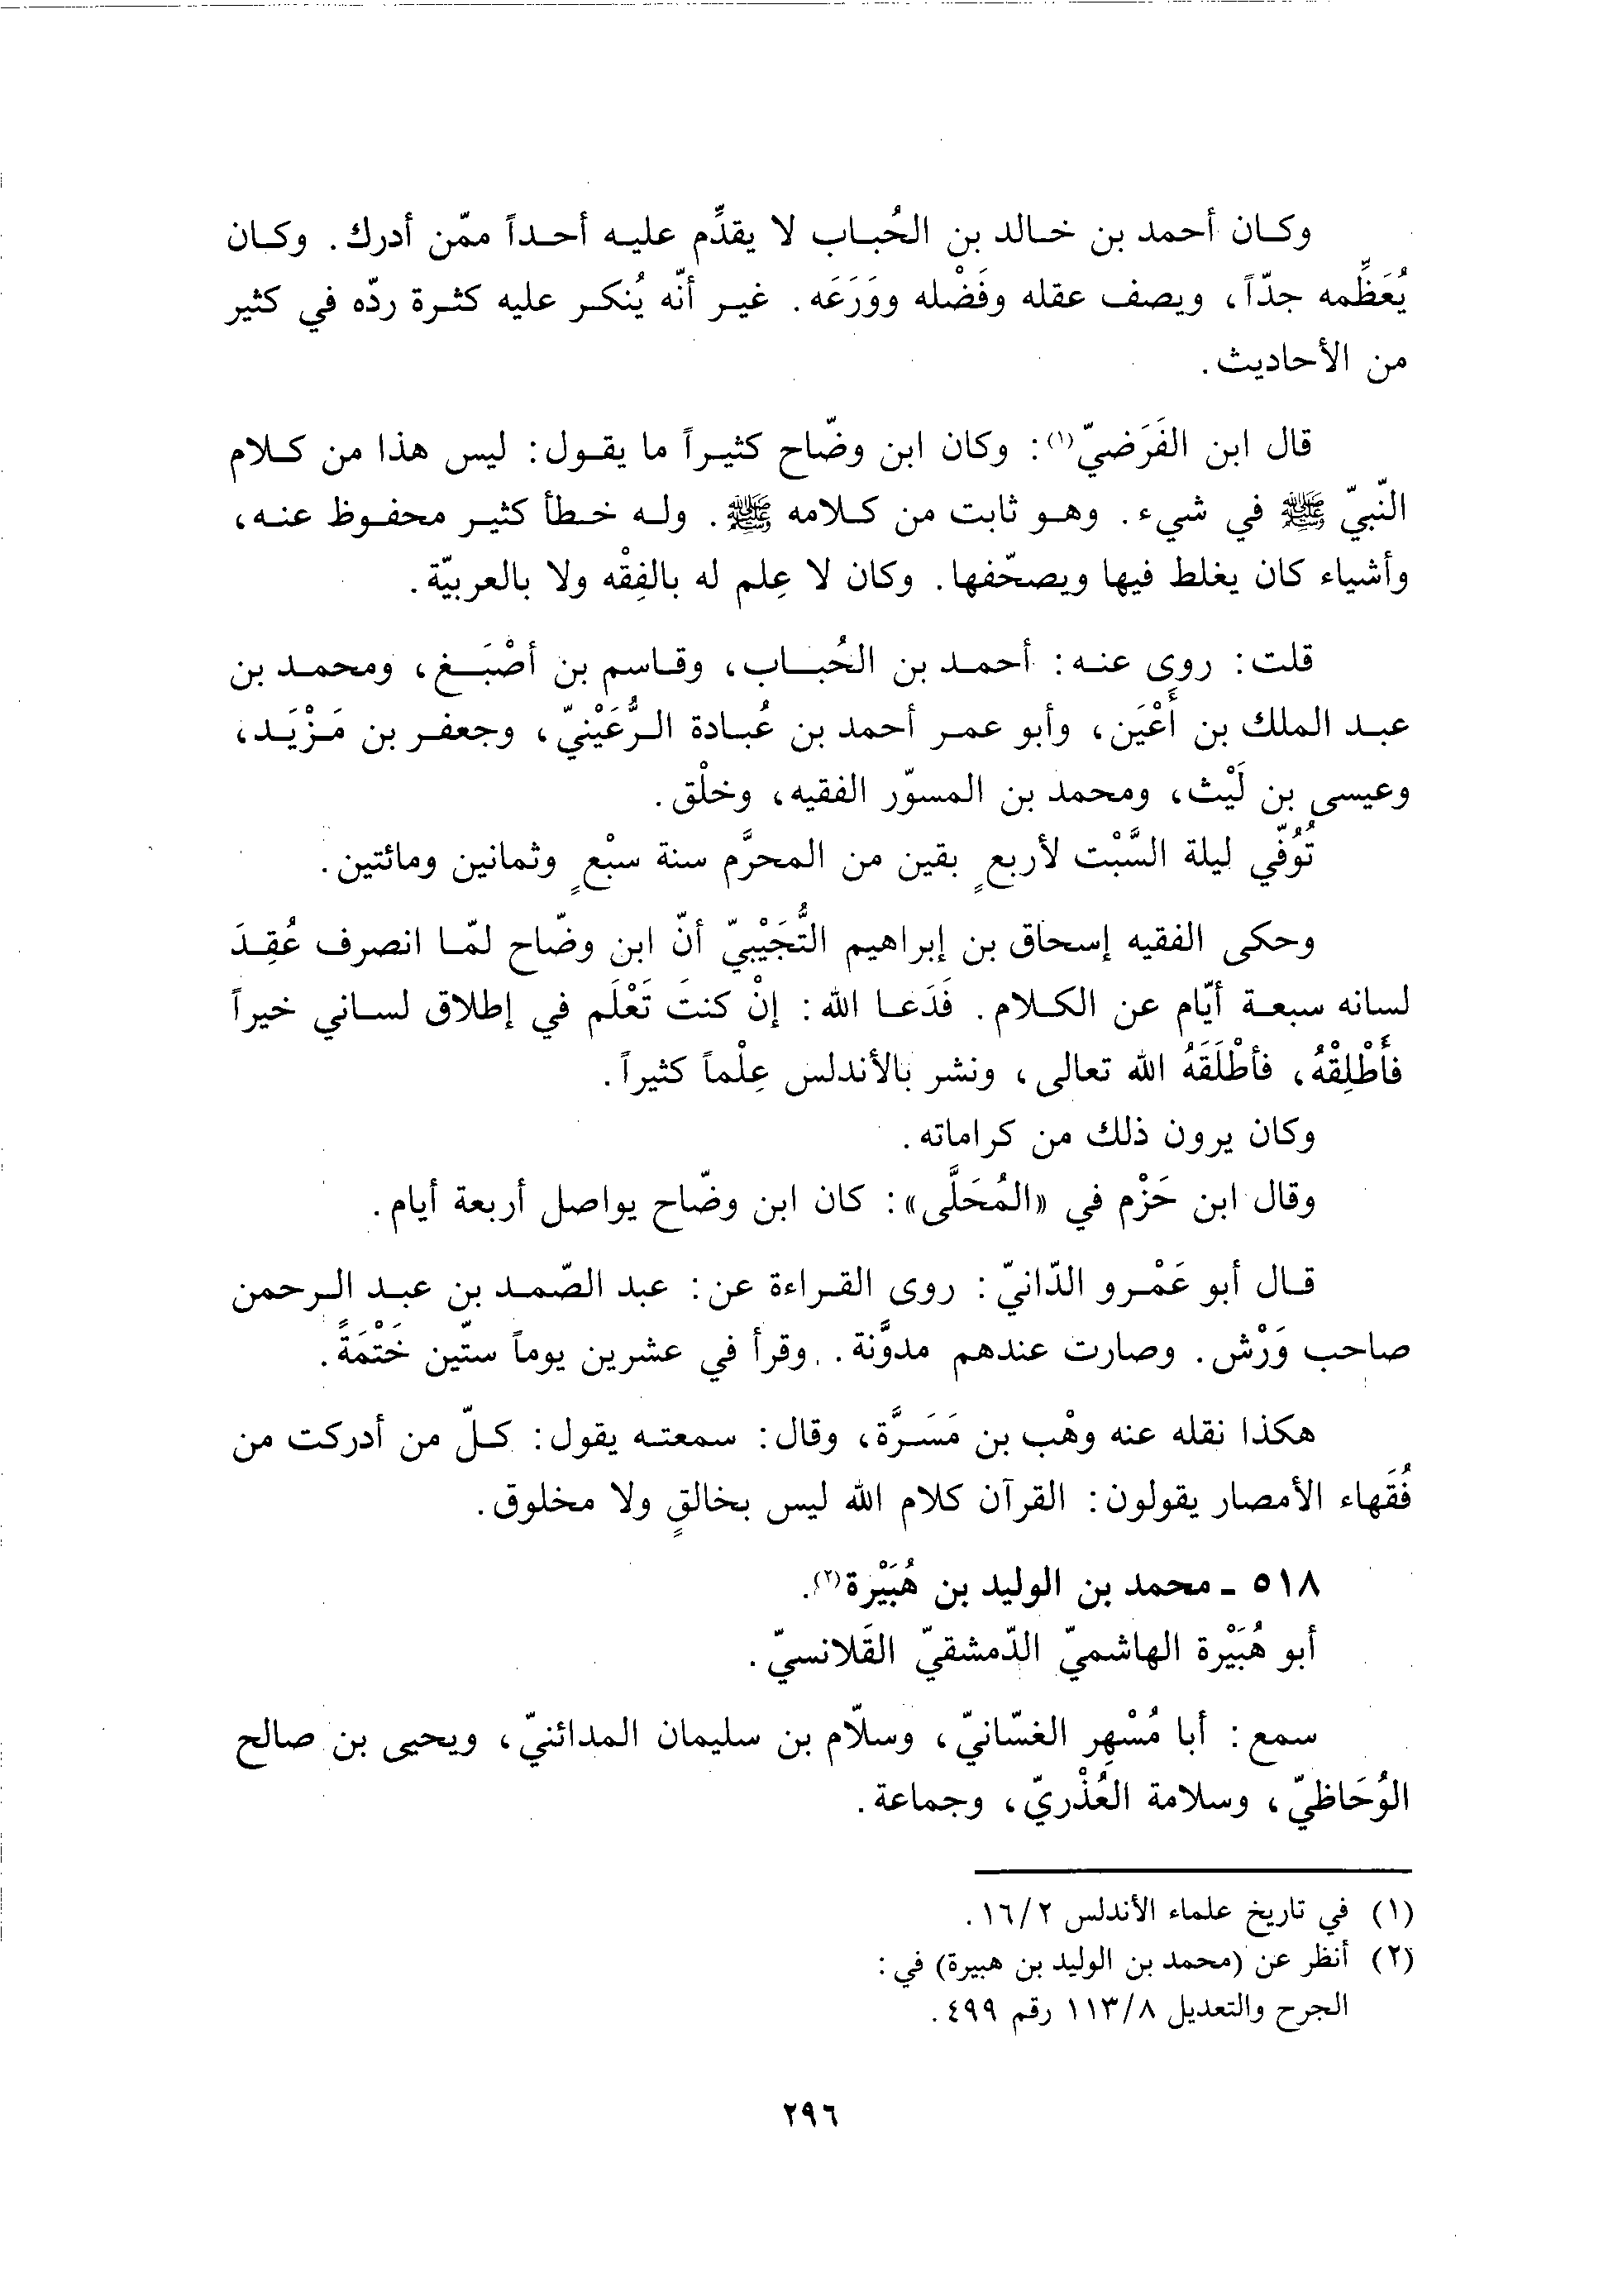 وكان أحمد بن خالد بن الحُباب لا يقدِّم عليه أحداً ممّن أدرك. وكان
يُعَظِّمه جدّاً، ويصف عقله وفَضْله ووَرَعَه. غير أنّه يُنكر عليه كثرة ردّه في كثير
من الأحاديث.
قال ابن الفَرَضيّ(١): وكان ابن وضّاح كثيراً ما يقول: ليس هذا من كلام
النّبيّ ﷺ في شيء. وهو ثابت من كلامه ﷺ. وله خطأ كثير محفوظ عنه،
وأشياء كان يغلط فيها ويصحّفها. وكان لا عِلم له بالفِقْه ولا بالعربيّة.
قلت: روى عنه: أحمد بن الحُباب، وقاسم بن أصْبَغ، ومحمد بن
عبد الملك بن أَعْيَن، وأبو عمر أحمد بن عُبادة الرُّعَيْنيّ، وجعفر بن مَزْيَد،
وعيسى بن لَيْث، ومحمد بن المسوّر الفقيه، وخلْق.
تُوُفّي ليلة السَّبْت لأربعٍ بقين من المحرَّم سنة سبْعٍ وثمانين ومائتين.
وحكى الفقيه إسحاق بن إبراهيم التُّجَيْبيّ أنّ ابن وضّاح لمّا انصرف عُقِدَ
لسانه سبعة أيّام عن الكلام. فَدَعا الله: إنْ كنتَ تَعْلَم في إطلاق لساني خيراً
فأَطْلِقْهُ، فأطْلَقَهُ الله تعالى، ونشر بالأندلس عِلْماً كثيراً.
وكان يرون ذلك من كراماته.
وقال ابن حَزْم في «المُحَلَّى»: كان ابن وضّاح يواصل أربعة أيام.
قال أبو عَمْرو الدّانيّ: روى القراءة عن: عبد الصّمد بن عبد الرحمن
صاحب وَرْش. وصارت عندهم مدوَّنة. وقرأ في عشرين يوماً ستّين خَتْمَةً.
هكذا نقله عنه وهْب بن مَسَرَّة، وقال: سمعته يقول: كلّ من أدركت من
فُقَهاء الأمصار يقولون: القرآن كلام الله ليس بخالقٍ ولا مخلوق.
٥١٨ - محمد بن الوليد بن هُبَيْرة(٢).
أبو هُبَيْرة الهاشميّ الدّمشقيّ القَلانسيّ.
سمع: أبا مُسْهِر الغسّانيّ، وسلاّم بن سليمان المدائنيّ، ويحيى بن صالح
الوُحَاظيّ، وسلامة العُذْريّ، وجماعة.
(١) في تاريخ علماء الأندلس ١٦/٢.
(٢) أنظر عن (محمد بن الوليد بن هبيرة) في:
الجرح والتعديل ١١٣/٨ رقم ٤٩٩.
٢٩٦